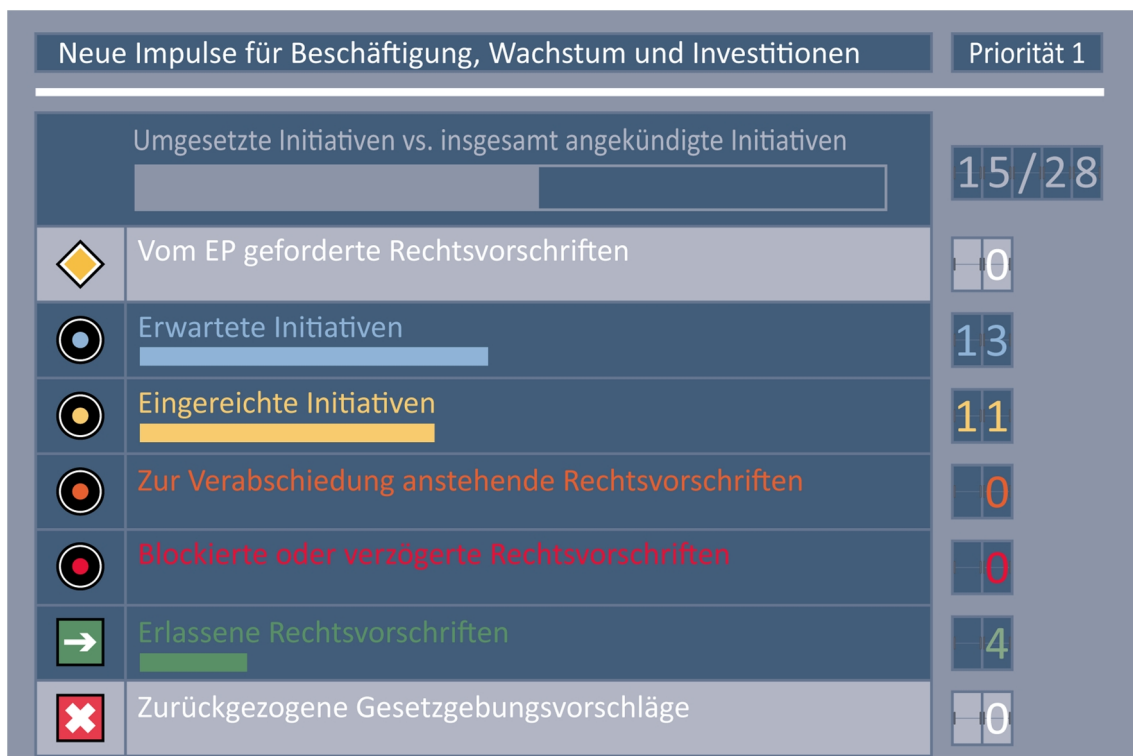 Neue Impulse für Beschäftigung, Wachstum und Investitionen Priorität 1
Umgesetzte Initiativen vs. insgesamt angekündigte Initiativen 15/28
Vom EP geforderte Rechtsvorschriften 0
Erwartete Initiativen 13
Eingereichte Initiativen 11
Zur Verabschiedung anstehende Rechtsvorschriften 0
Blockierte oder verzögerte Rechtsvorschriften 0
Erlassene Rechtsvorschriften 4
Zurückgezogene Gesetzgebungsvorschläge 0